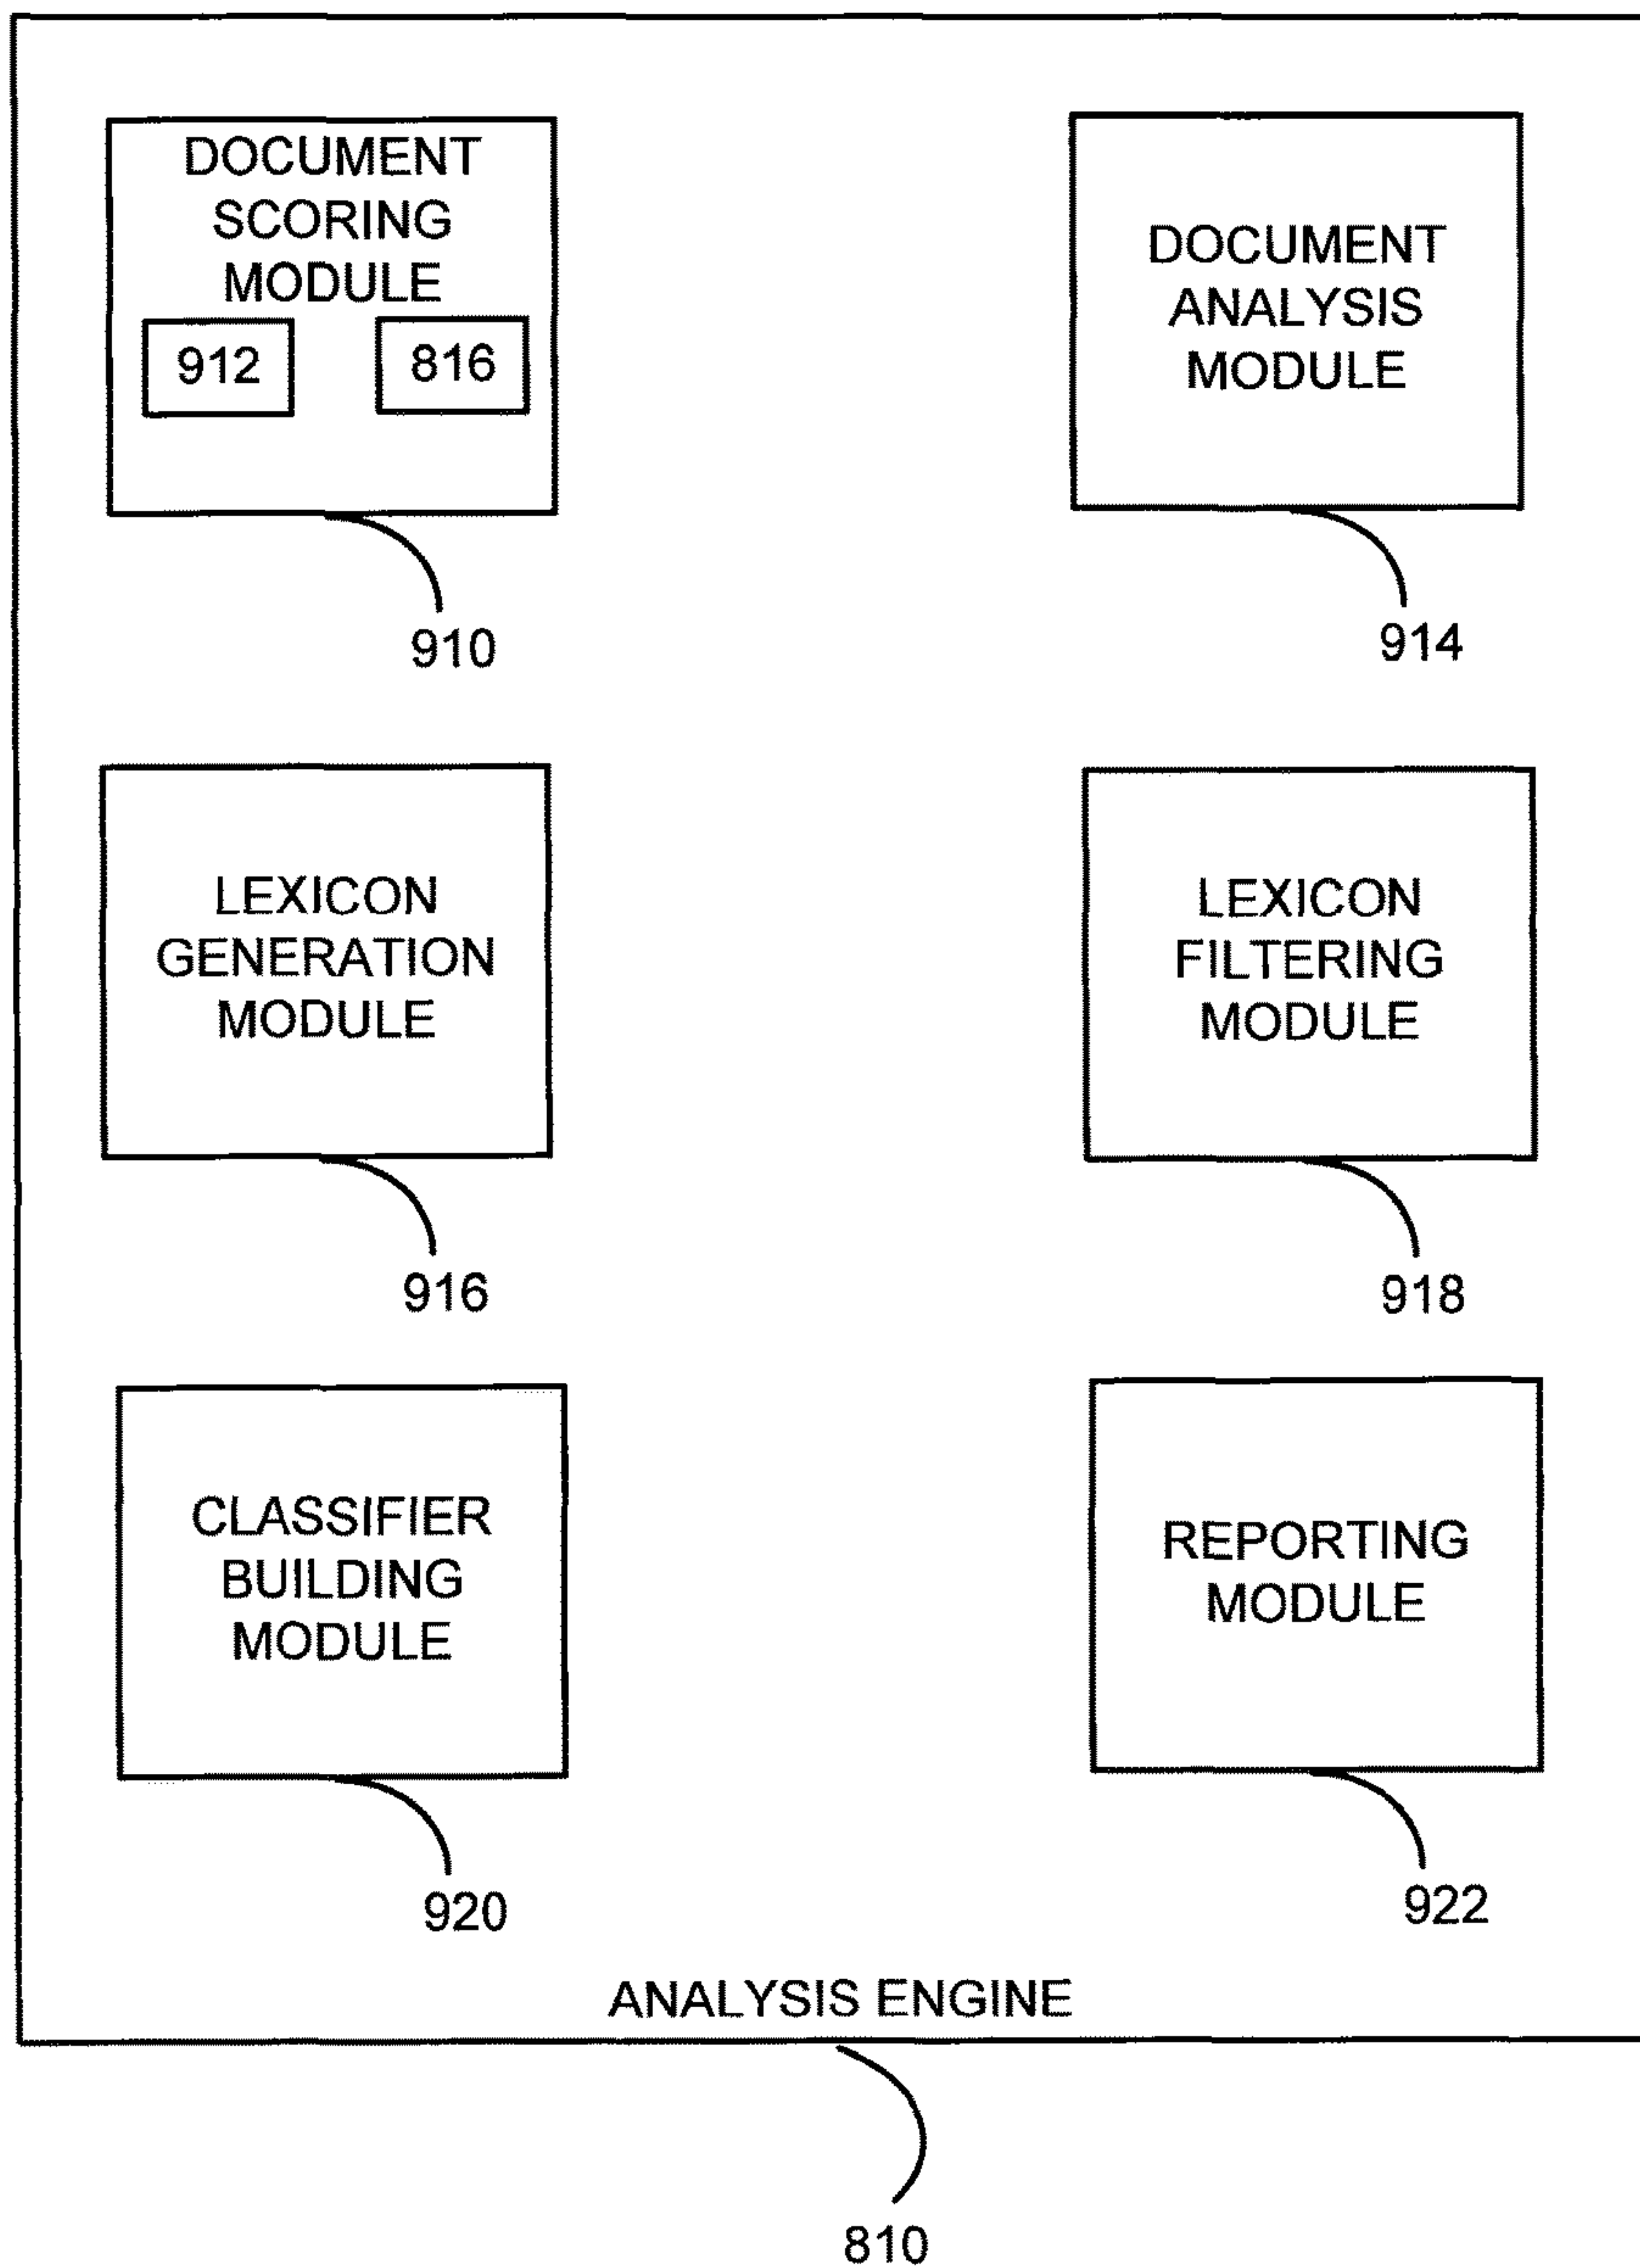 DOCUMENT
SCORING
MODULE
912
816
910
DOCUMENT
ANALYSIS
MODULE
914
LEXICON
GENERATION
MODULE
916
LEXICON
FILTERING
MODULE
918
CLASSIFIER
BUILDING
MODULE
920
REPORTING
MODULE
922
ANALYSIS ENGINE
810